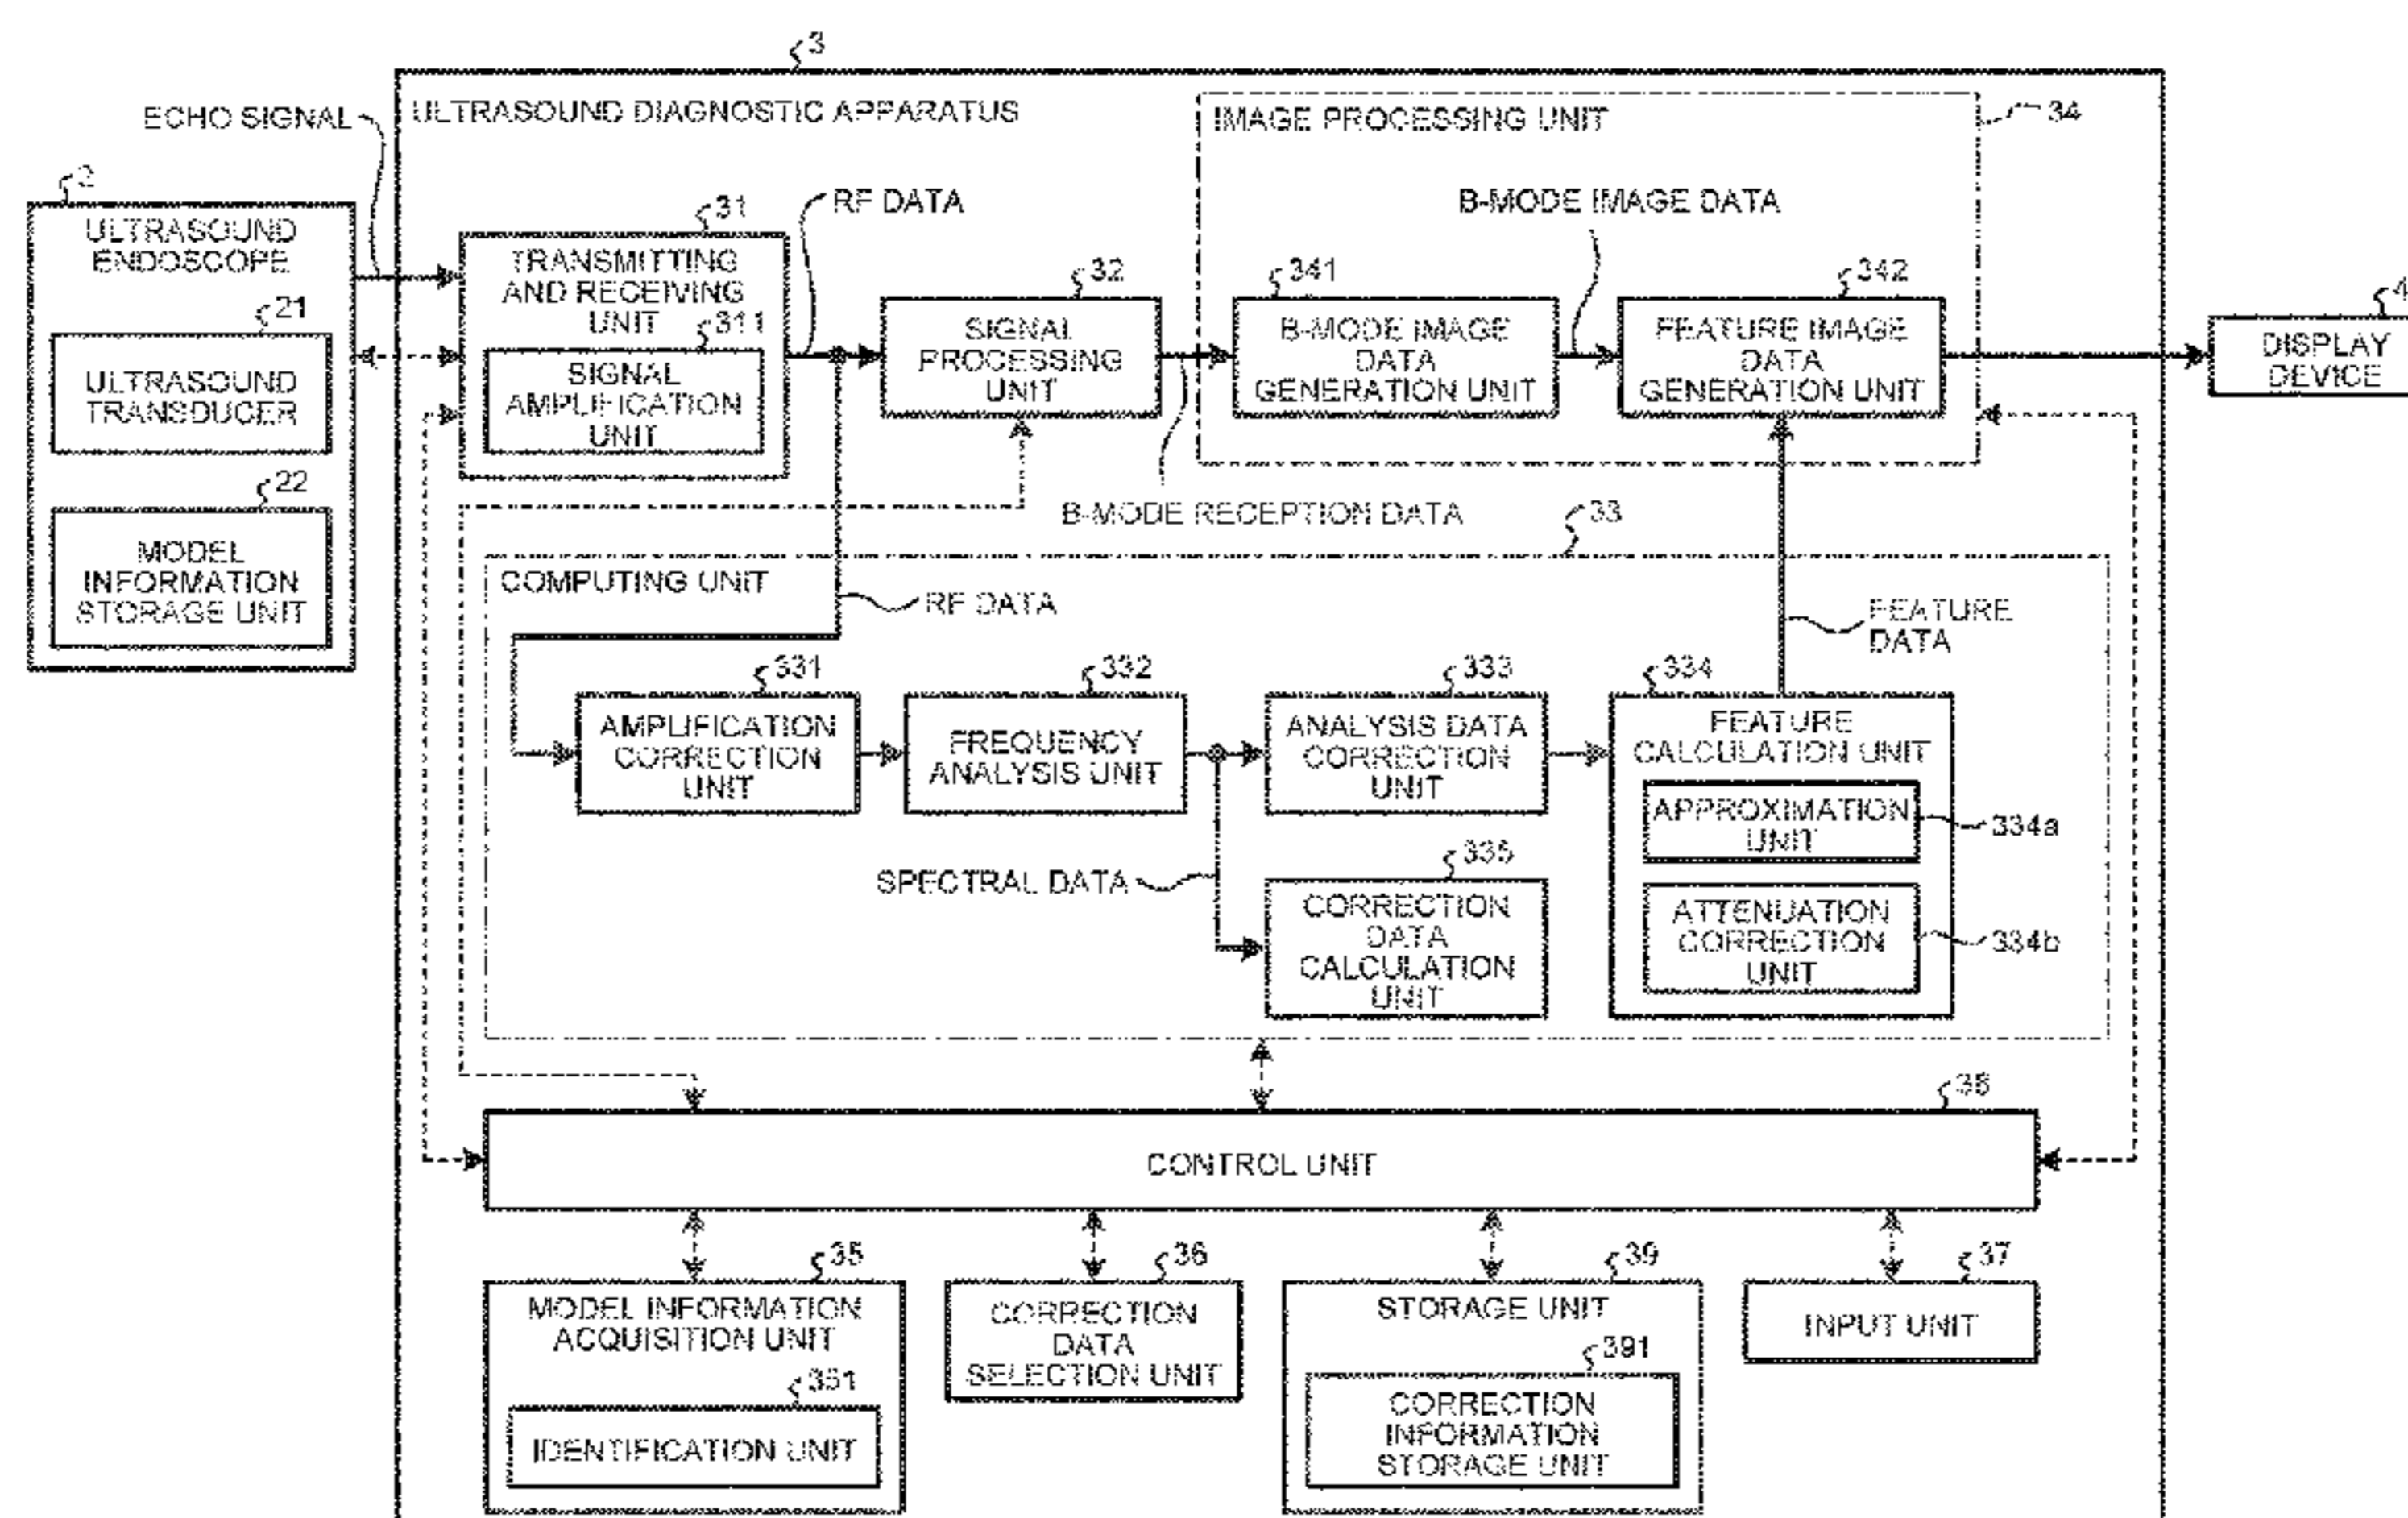 3
ECHO SIGNAL
ULTRASOUND DIAGNOSTIC APPARATUS
IMAGE PROCESSING UNIT
34
2
ULTRASOUND
ENDOSCOPE
21
ULTRASOUND
TRANSDUCER
22
MODEL
INFORMATION
STORAGE UNIT
31
TRANSMITTING
AND RECEIVING
UNIT
311
SIGNAL
AMPLIFICATION
UNIT
RF DATA
32
SIGNAL
PROCESSING
UNIT
B-MODE RECEPTION DATA
341
B-MODE IMAGE
DATA
GENERATION UNIT
B-MODE IMAGE DATA
342
FEATURE IMAGE
DATA
GENERATION UNIT
4
DISPLAY
DEVICE
33
COMPUTING UNIT
RF DATA
FEATURE
DATA
331
AMPLIFICATION
CORRECTION
UNIT
332
FREQUENCY
ANALYSIS UNIT
333
ANALYSIS DATA
CORRECTION
UNIT
334
FEATURE
CALCULATION UNIT
APPROXIMATION
UNIT
334a
ATTENUATION
CORRECTION
UNIT
334b
SPECTRAL DATA
335
CORRECTION
DATA
CALCULATION
UNIT
38
CONTROL UNIT
35
MODEL INFORMATION
ACQUISITION UNIT
351
IDENTIFICATION UNIT
36
CORRECTION
DATA
SELECTION UNIT
39
STORAGE UNIT
391
CORRECTION
INFORMATION
STORAGE UNIT
37
INPUT UNIT